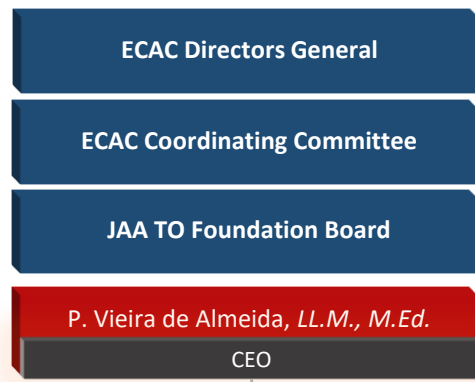 ECAC Directors General
ECAC Coordinating Committee
JAA TO Foundation Board
P. Vieira de Almeida, LL.M., M.Ed.
CEO